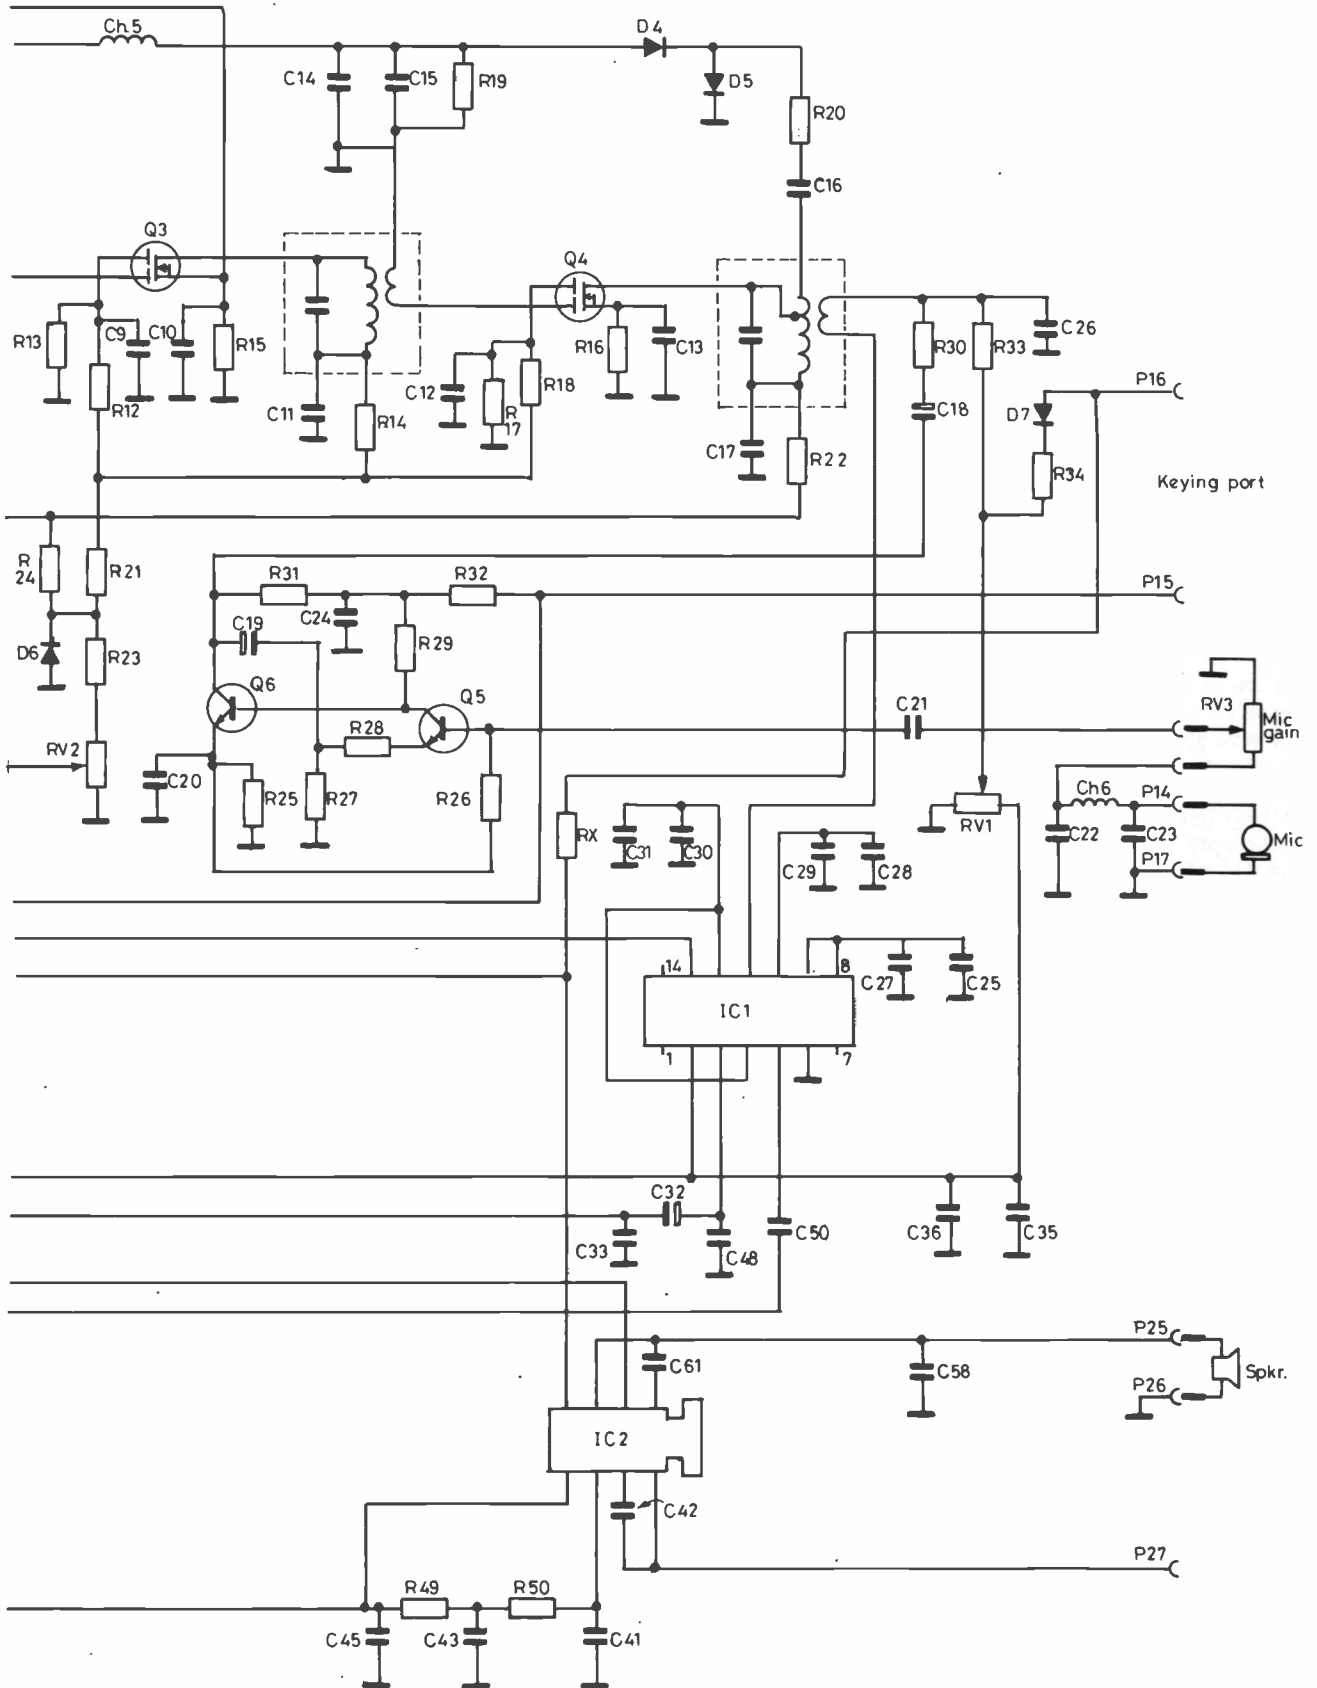 Ch.5
D4
C14
C15
R19
D5
R20
C16
Q3
Q4
R13
C9
C10
R15
R12
C11
R14
C12
R
17
R18
R16
C13
C17
R22
R30
R33
C26
C18
D7
P16
R34
Keying port
R
24
R21
R31
R32
C24
P15
C19
R29
D6
R23
Q6
Q5
R28
C21
RV3
Mic
gain
RV2
C20
R25
R27
R26
RX
C31
C30
C29
C28
RV1
Ch6
P14
C22
C23
P17
Mic
14
8
C27
C25
IC1
1
7
C32
C33
C48
C50
C36
C35
P25
C61
C58
Spkr.
P26
IC2
C42
P27
R49
R50
C45
C43
C41